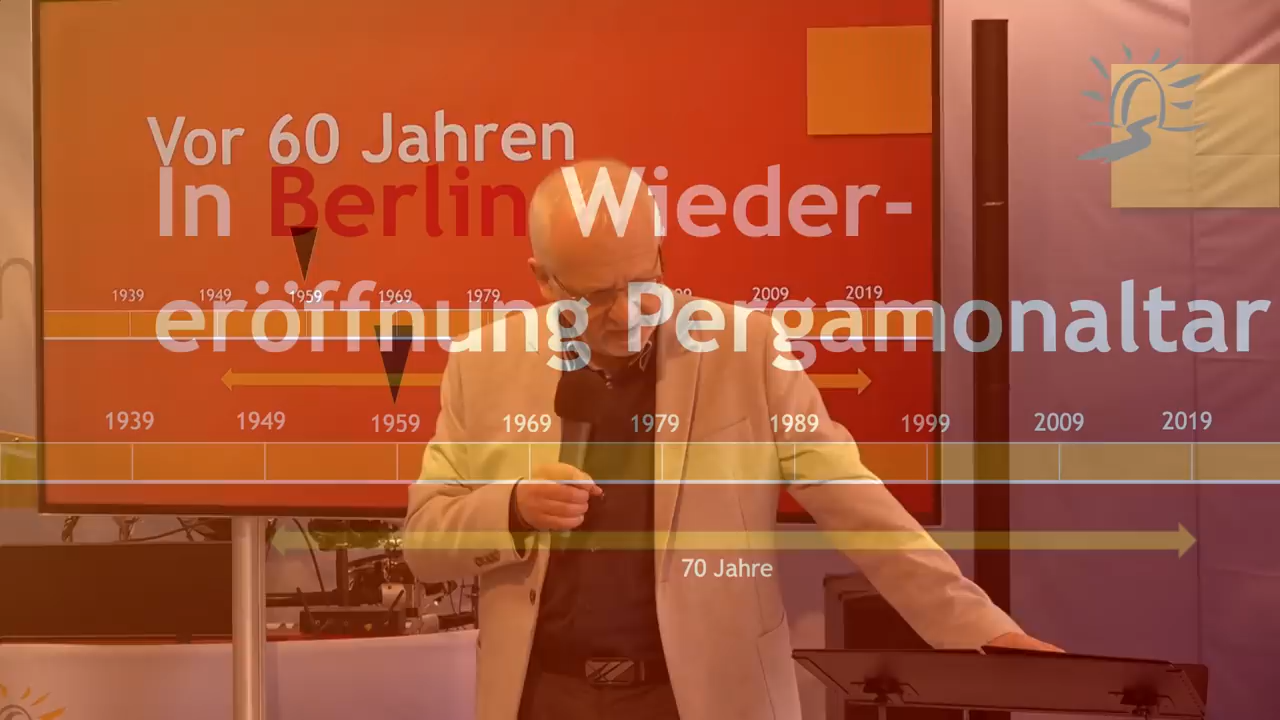 Vor 60 Jahren
In Berlin Wieder-
eröffnung Pergamonaltar
1939 1949 1959 1969 1979 2009 2019
1939 1949 1959 1969 1979 1989 1999 2009 2019
70 Jahre